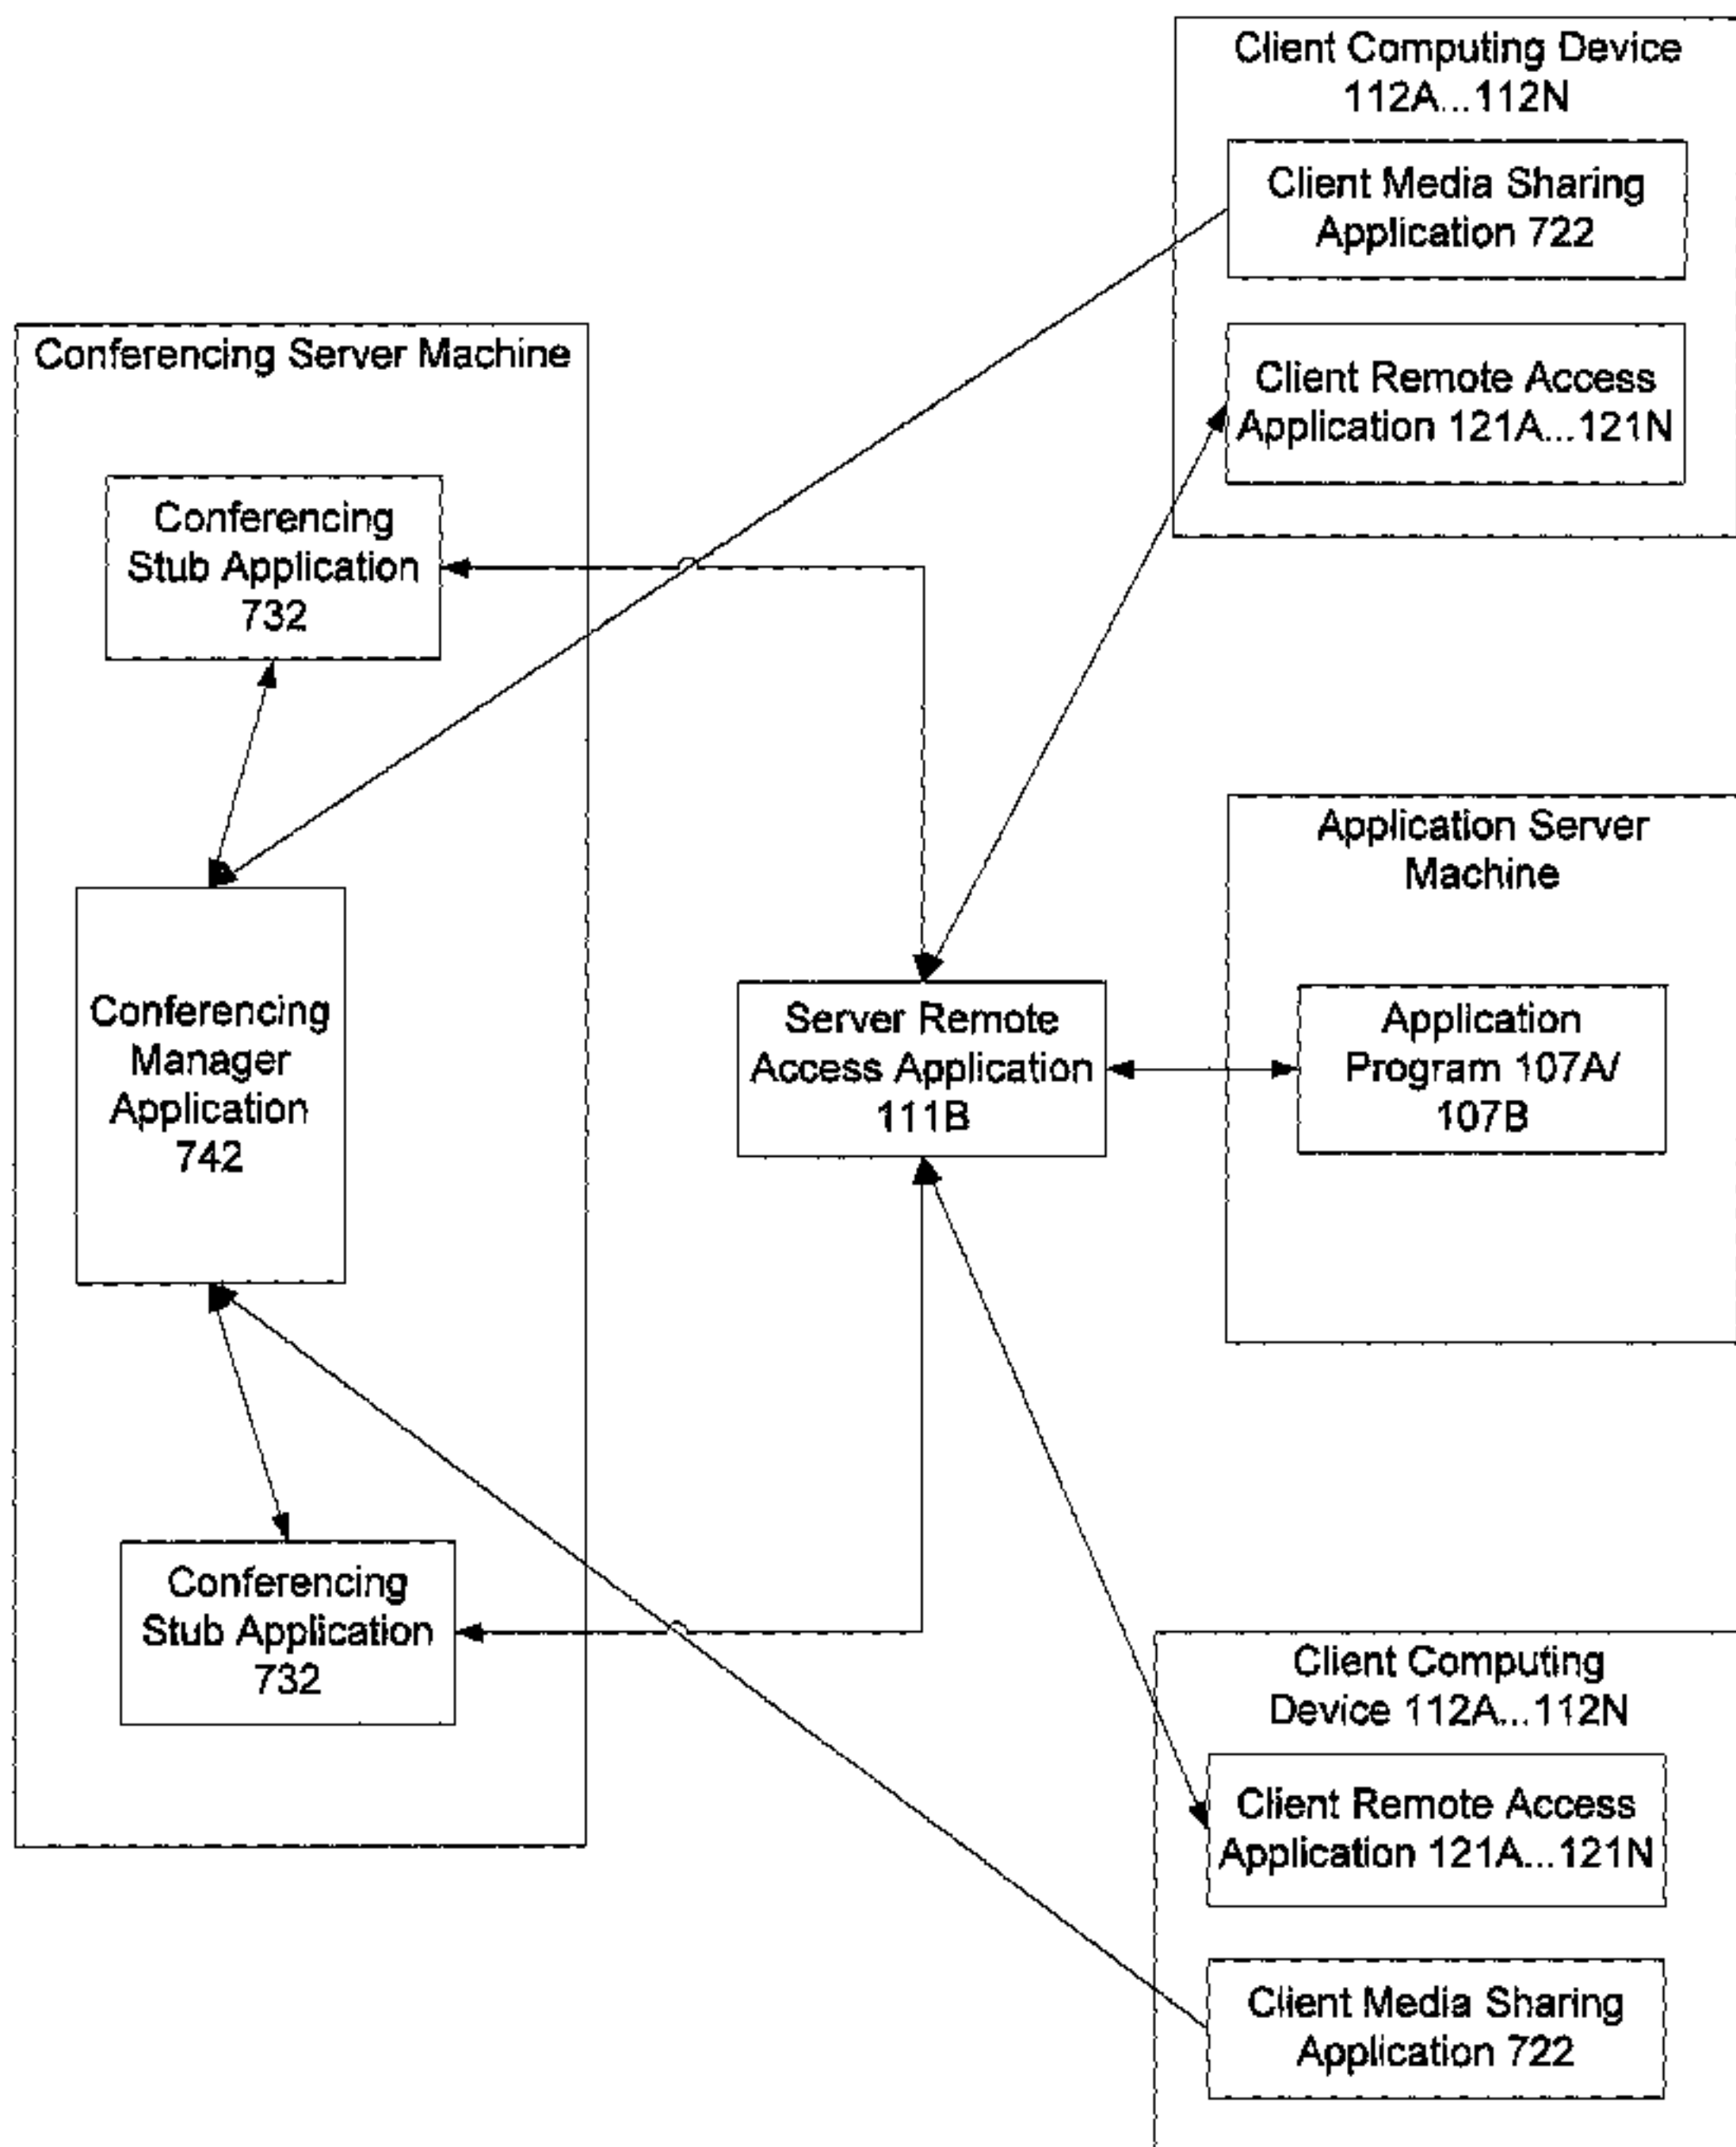 Client Computing Device
112A...112N
Client Media Sharing
Application 722
Client Remote Access
Application 121A...121N
Conferencing Server Machine
Conferencing
Stub Application
732
Conferencing
Manager
Application
742
Conferencing
Stub Application
732
Server Remote
Access Application
111B
Application Server
Machine
Application
Program 107A/
107B
Client Computing
Device 112A...112N
Client Remote Access
Application 121A...121N
Client Media Sharing
Application 722